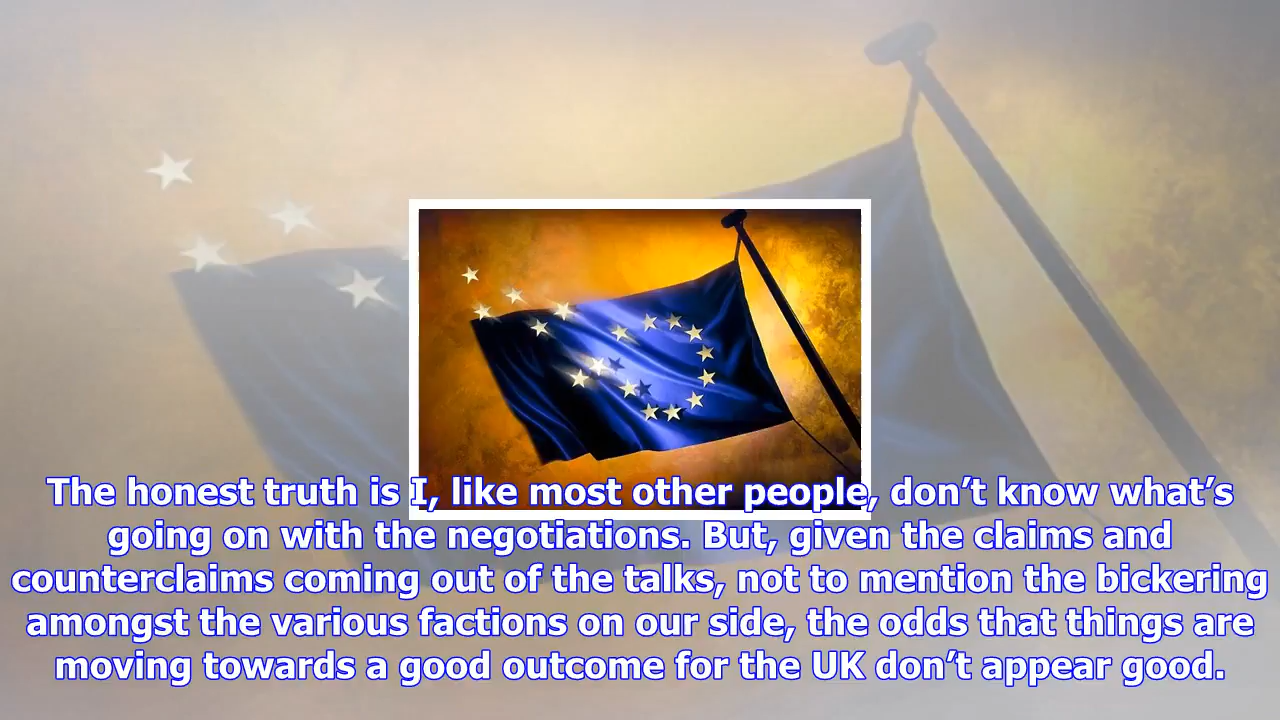 The honest truth is I, like most other people, don’t know what’s
going on with the negotiations. But, given the claims and
counterclaims coming out of the talks, not to mention the bickering
amongst the various factions on our side, the odds that things are
moving towards a good outcome for the UK don’t appear good.